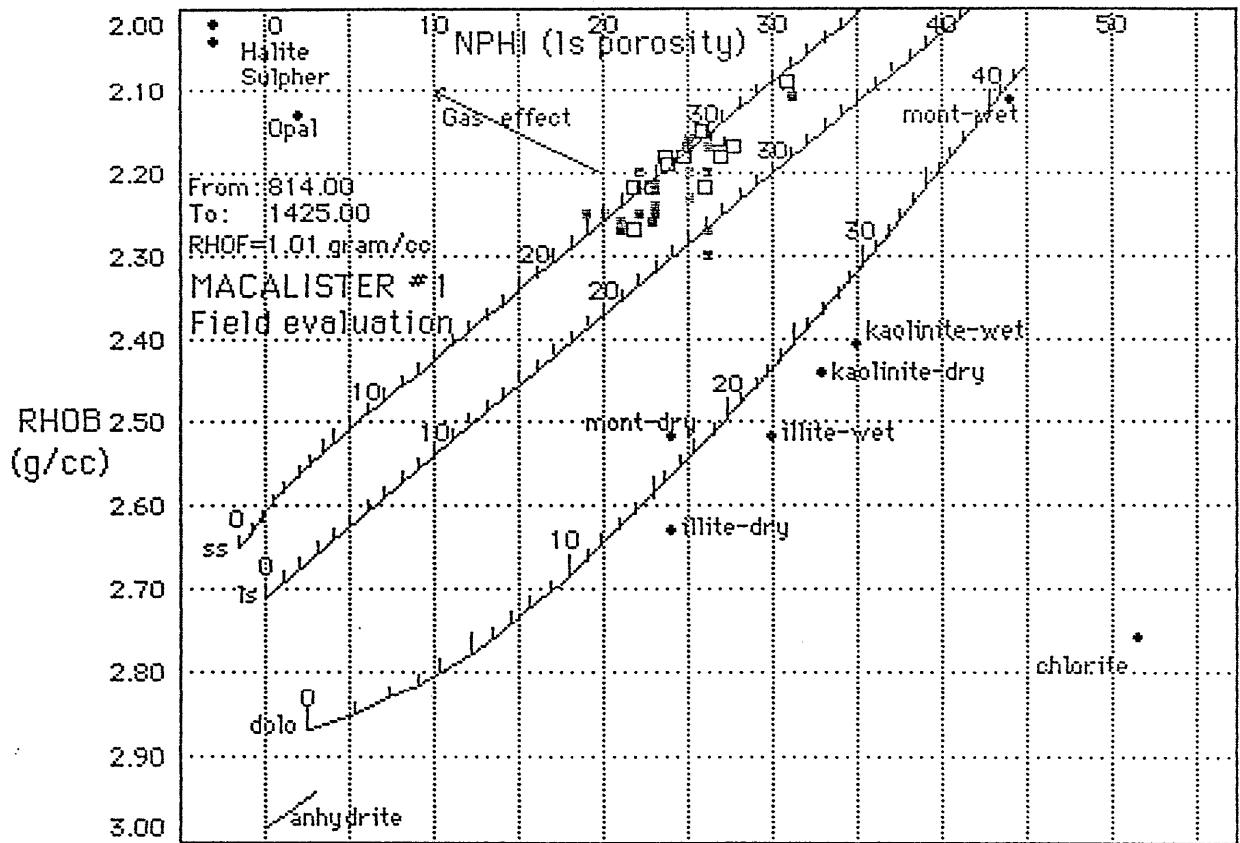 2.00
0
10
20
30
40
50
NPHI (ls porosity)
Halite
Sulpher
2.10
Gas effect
Opal
30
40
mont-wet
30
2.20
From: 814.00
To: 1425.00
RHOF=1.01 gram/cc
2.30
20
20
30
MACALISTER #1
Field evaluation
2.40
kaolinite-wet
kaolinite-dry
10
20
RHOB
(g/cc)
2.50
10
mont-dry
illite-wet
2.60
0
ss
10
illite-dry
0
2.70
ls
2.80
chlorite
0
dolo
2.90
3.00
anhydrite